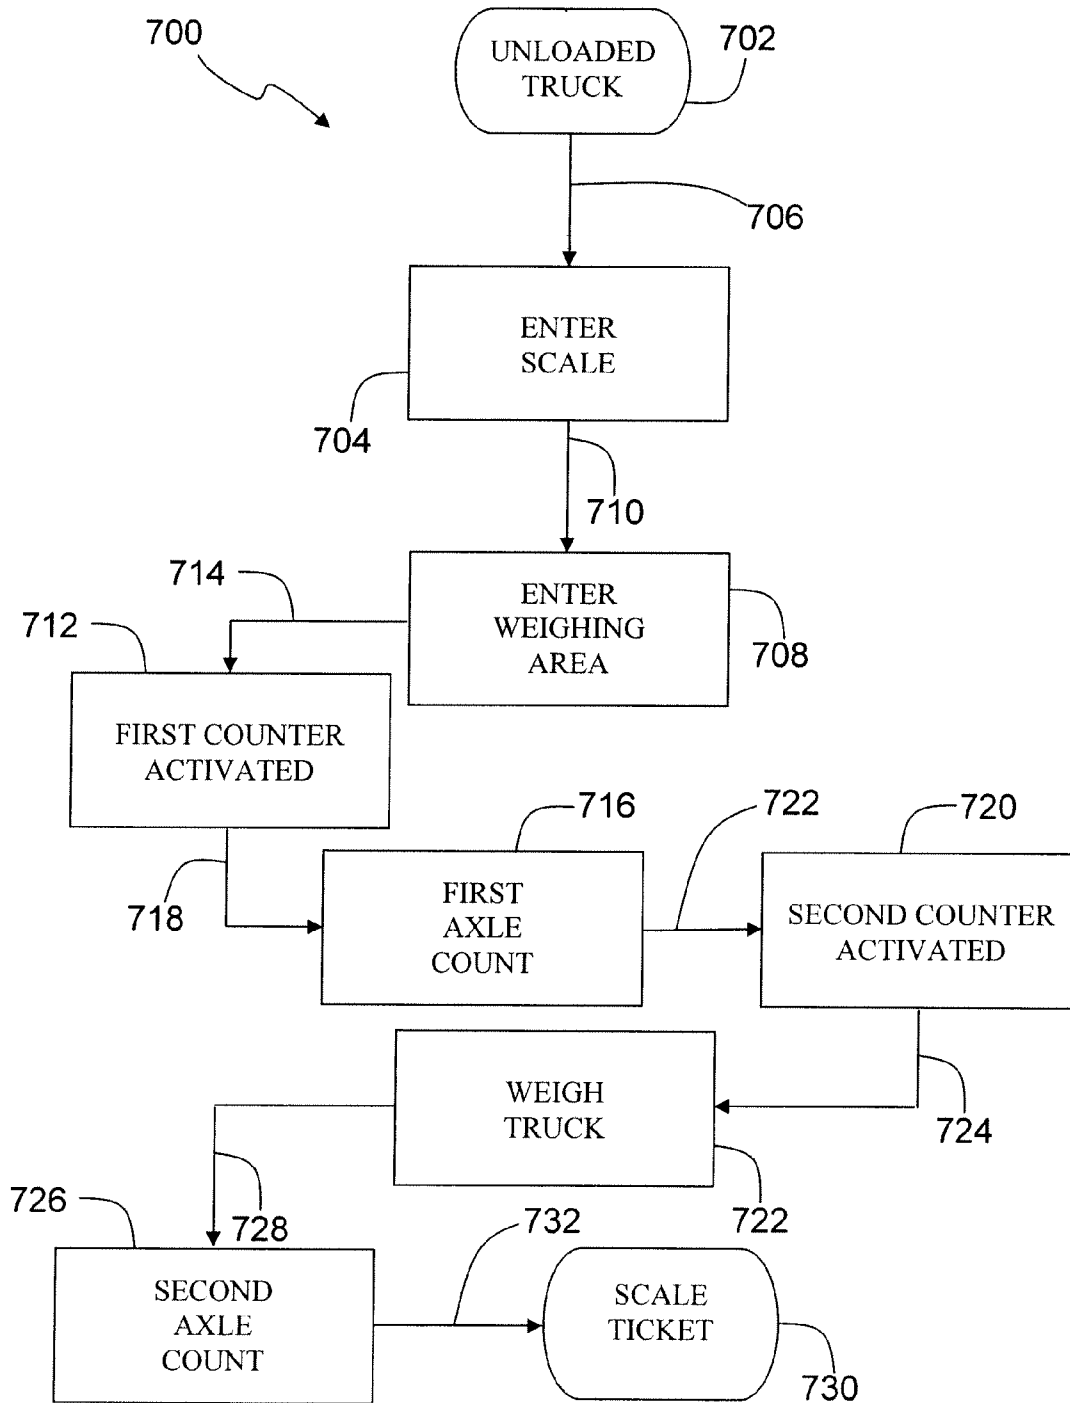 700
UNLOADED
TRUCK
702
706
ENTER
SCALE
704
710
714
712
ENTER
WEIGHING
AREA
708
FIRST COUNTER
ACTIVATED
716
722
720
718
FIRST
AXLE
COUNT
SECOND COUNTER
ACTIVATED
WEIGH
TRUCK
724
726
728
732
722
SECOND
AXLE
COUNT
SCALE
TICKET
730